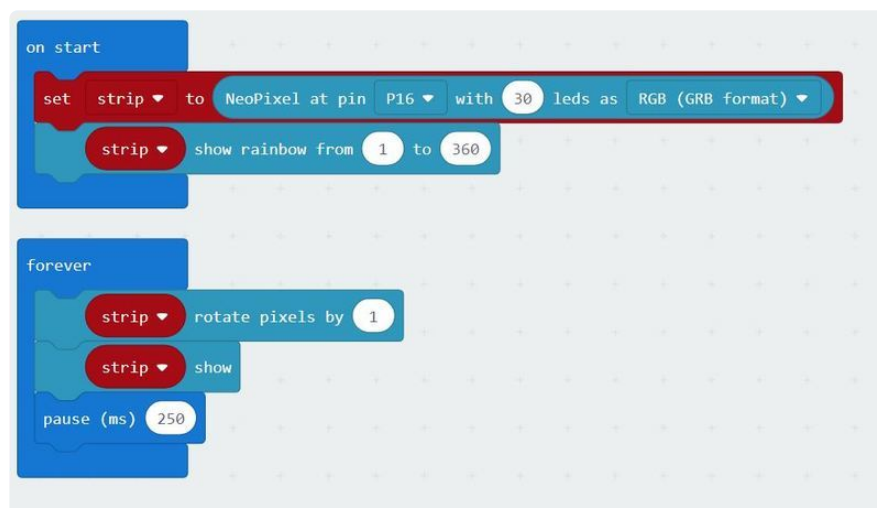 on start
set strip to NeoPixel at pin P16 with 30 leds as RGB (GRB format)
strip show rainbow from 1 to 360
forever
strip rotate pixels by 1
strip show
pause (ms) 250